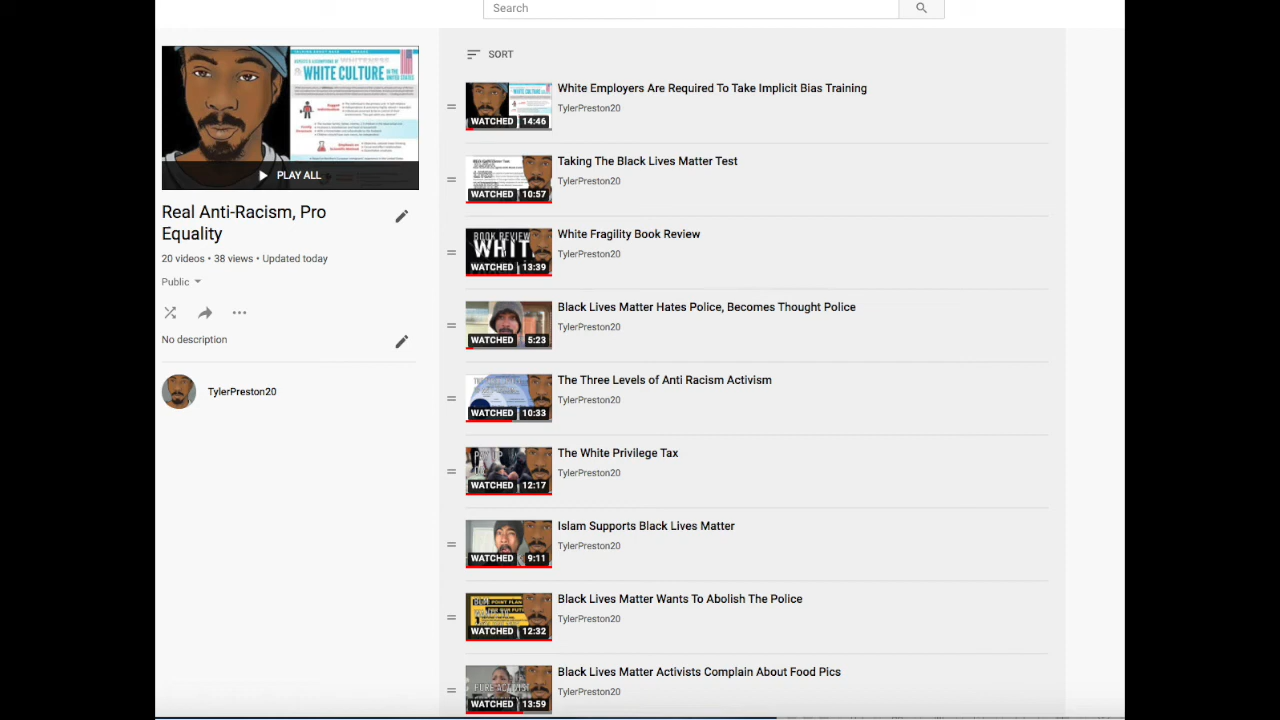 Search
WHITE CULTURE IN THE
UNITED STATES
PLAY ALL
Real Anti-Racism, Pro
Equality
20 videos • 38 views • Updated today
Public
No description
TylerPreston20
SORT
White Employees Are Required To Take Implicit Bias Training
TylerPreston20
WATCHED 14:46
Taking The Black Lives Matter Test
TylerPreston20
WATCHED 10:57
White Fragility Book Review
TylerPreston20
BOOK REVIEW
WHIT
WATCHED 13:39
Black Lives Matter Hates Police, Becomes Thought Police
TylerPreston20
WATCHED 5:23
The Three Levels of Anti Racism Activism
TylerPreston20
WATCHED 10:33
The White Privilege Tax
TylerPreston20
WATCHED 12:17
Islam Supports Black Lives Matter
TylerPreston20
WATCHED 9:11
Black Lives Matter Wants To Abolish The Police
TylerPreston20
WATCHED 12:32
Black Lives Matter Activists Complain About Food Pics
TylerPreston20
WATCHED 13:59